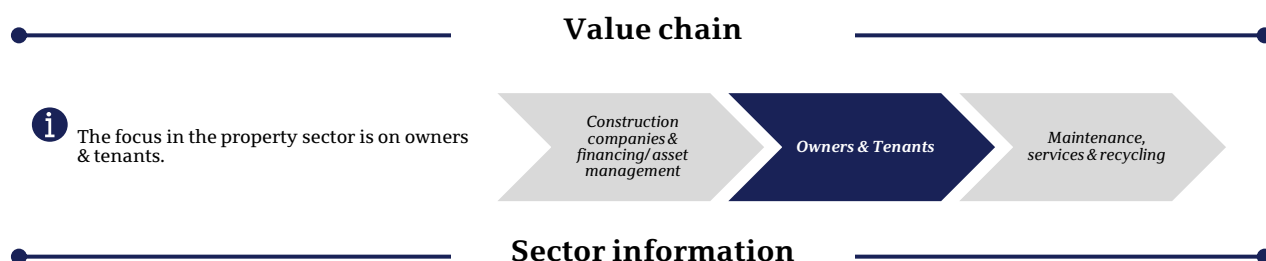 Value chain
The focus in the property sector is on owners
& tenants.
Construction
companies &
financing/ asset
management
Owners & Tenants
Maintenance,
services & recycling
Sector information